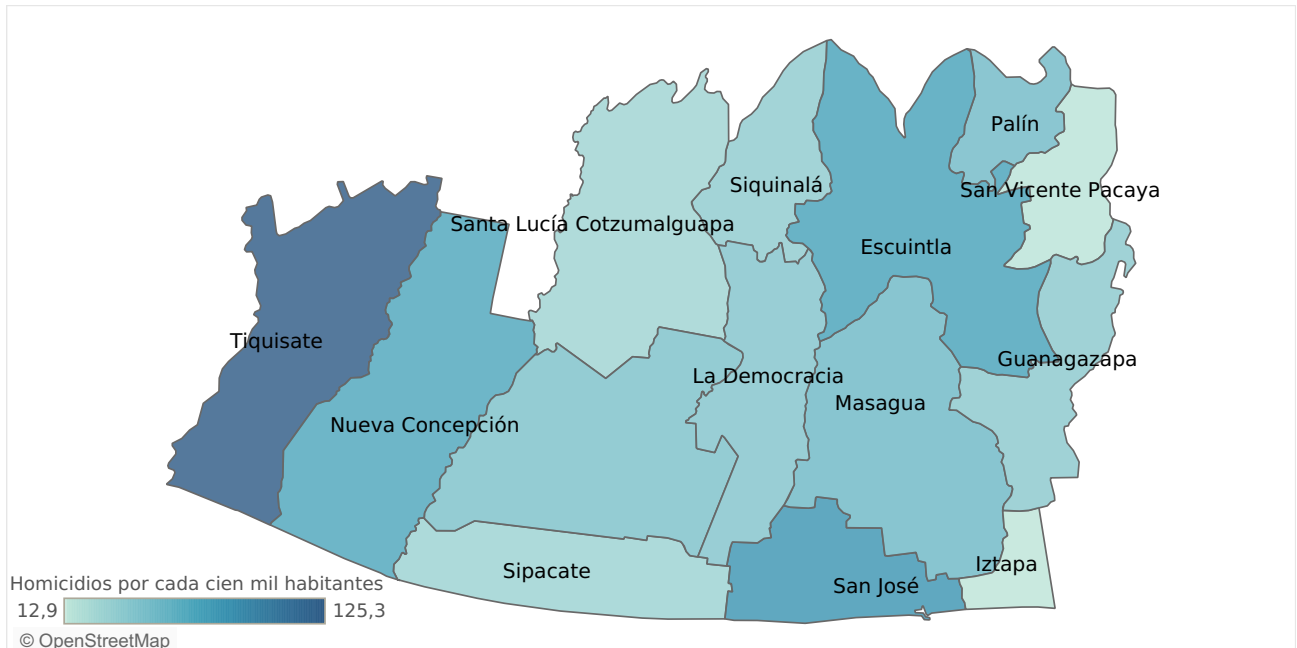 Palín
Siquinalá
San Vicente Pacaya
Santa Lucía Cotzumalguapa
Escuintla
Tiquisate
Guanagazapa
La Democracia
Masagua
Nueva Concepción
Iztapa
Sipacate
San José
Homicidios por cada cien mil habitantes
12,9 125,3
© OpenStreetMap